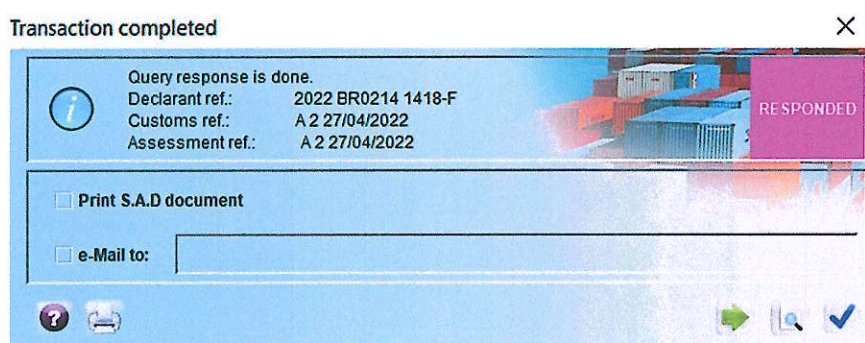 Transaction completed
Query response is done.
Declarant ref.: 2022 BR0214 1418-F
Customs ref.: A 2 27/04/2022
Assessment ref.: A 2 27/04/2022
RESPONDED
Print S.A.D document
e-Mail to: